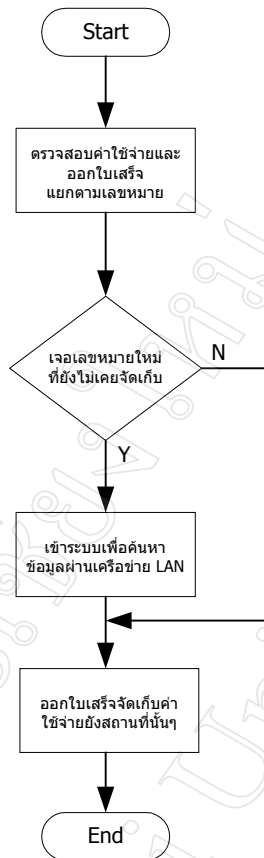 Start
ตรวจสอบค่าใช้จ่ายและ
ออกใบเสร็จ
แยกตามเลขหมาย
เจอเลขหมายใหม่
ที่ยังไม่เคยจัดเก็บ
N
Y
เข้าระบบเพื่อค้นหา
ข้อมูลผ่านเครือข่าย LAN
ออกใบเสร็จจัดเก็บค่า
ใช้จ่ายยังสถานที่นั้นๆ
End